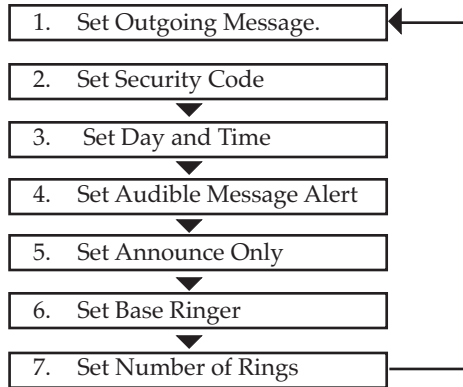 1. Set Outgoing Message.
2. Set Security Code
3. Set Day and Time
4. Set Audible Message Alert
5. Set Announce Only
6. Set Base Ringer
7. Set Number of Rings